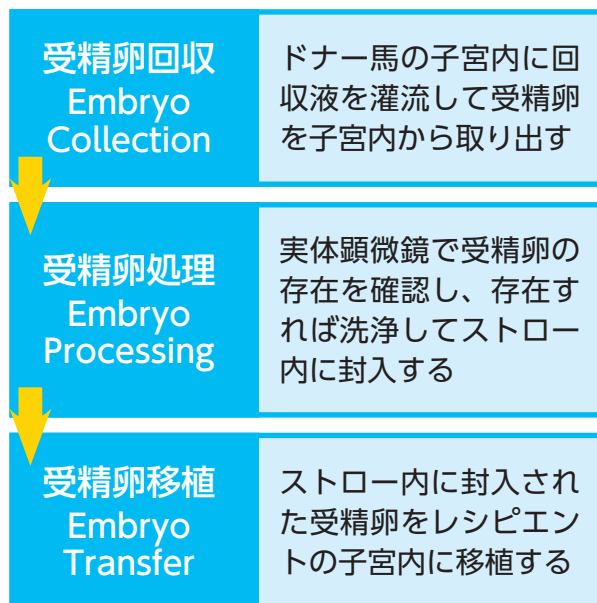 受精卵回収
Embryo
Collection
ドナー馬の子宮内に回
収液を灌流して受精卵
を子宮内から取り出す
受精卵処理
Embryo
Processing
実体顕微鏡で受精卵の
存在を確認し、存在す
れば洗浄してストロー
内に封入する
受精卵移植
Embryo
Transfer
ストロー内に封入され
た受精卵をレシピエン
トの子宮内に移植する